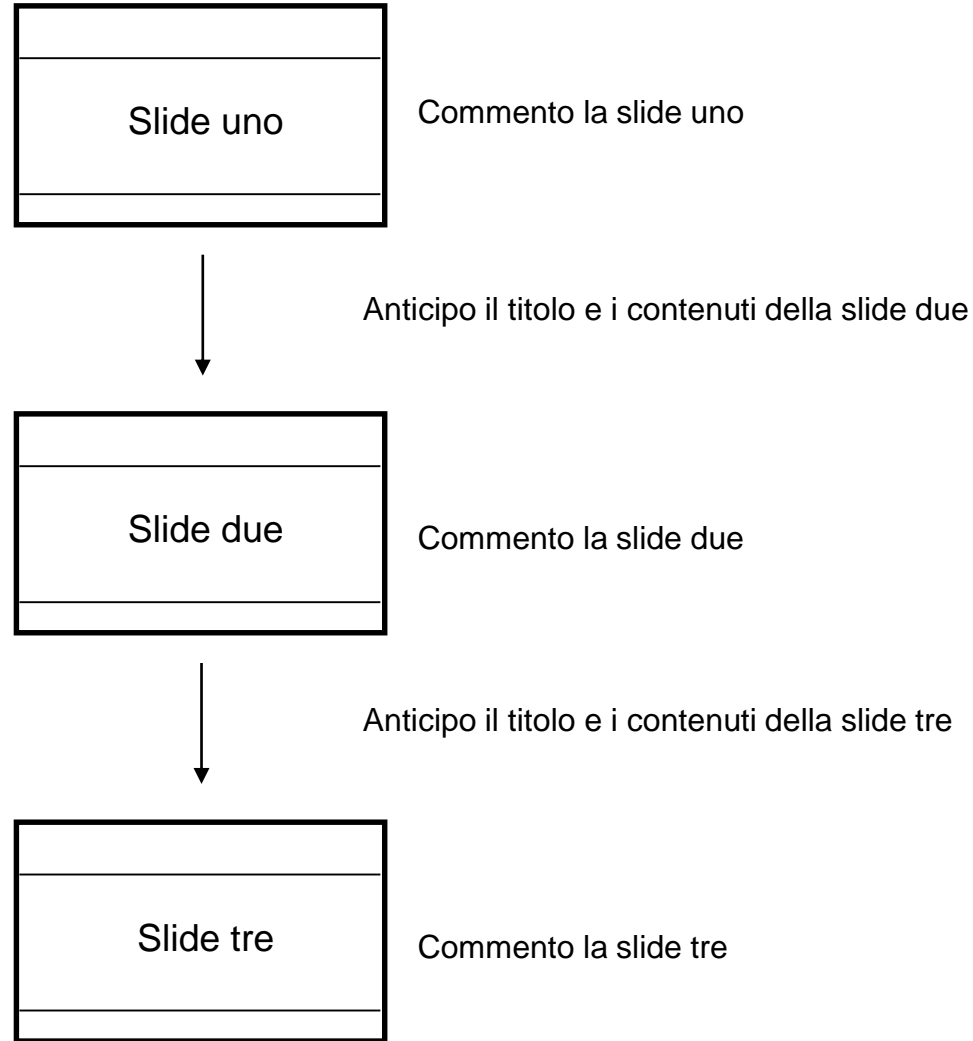 Slide uno
Commento la slide uno
Anticipo il titolo e i contenuti della slide due
Slide due
Commento la slide due
Anticipo il titolo e i contenuti della slide tre
Slide tre
Commento la slide tre